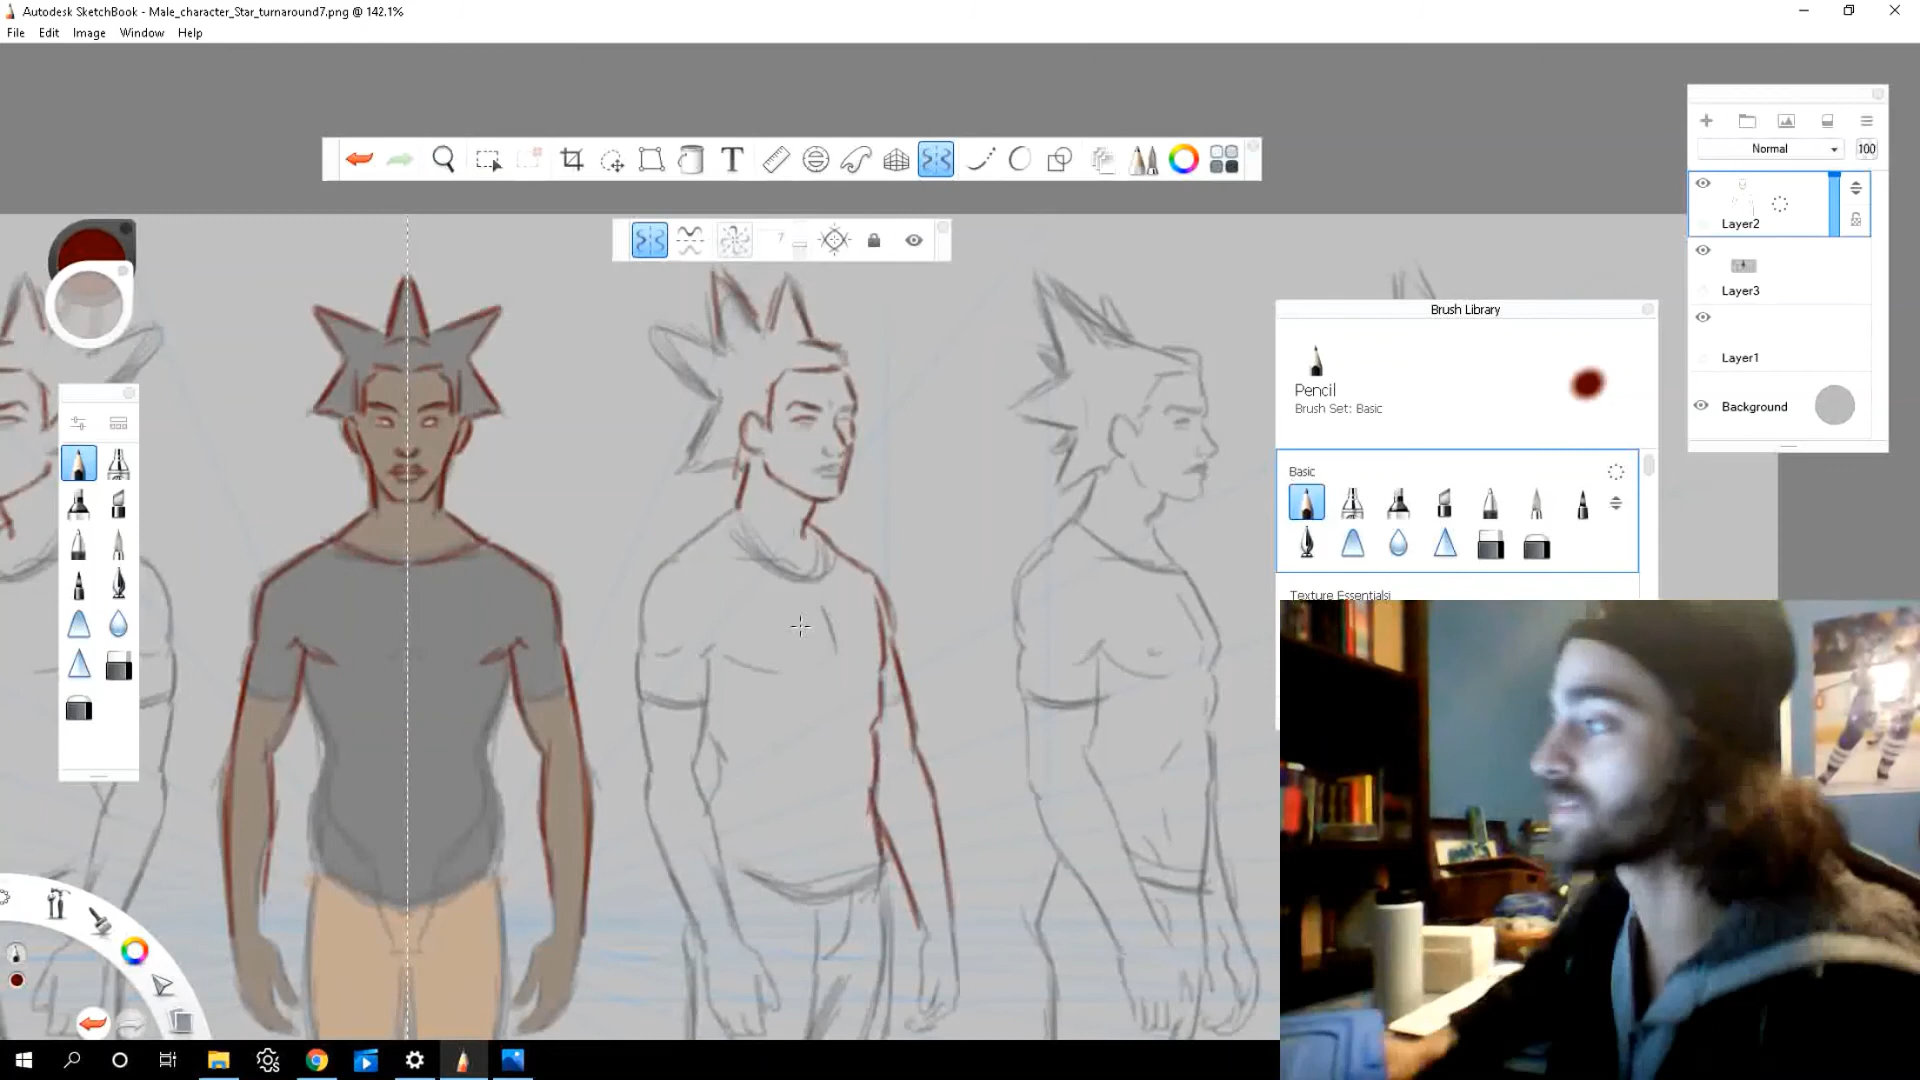 Autodesk SketchBook - Male_character_Star_turnaround7.png @ 142.1%
File Edit Image Window Help
T
7
Normal 100
Layer2
Layer3
Layer1
Background
Brush Library
Pencil
Brush Set: Basic
Basic
Texture Essentials